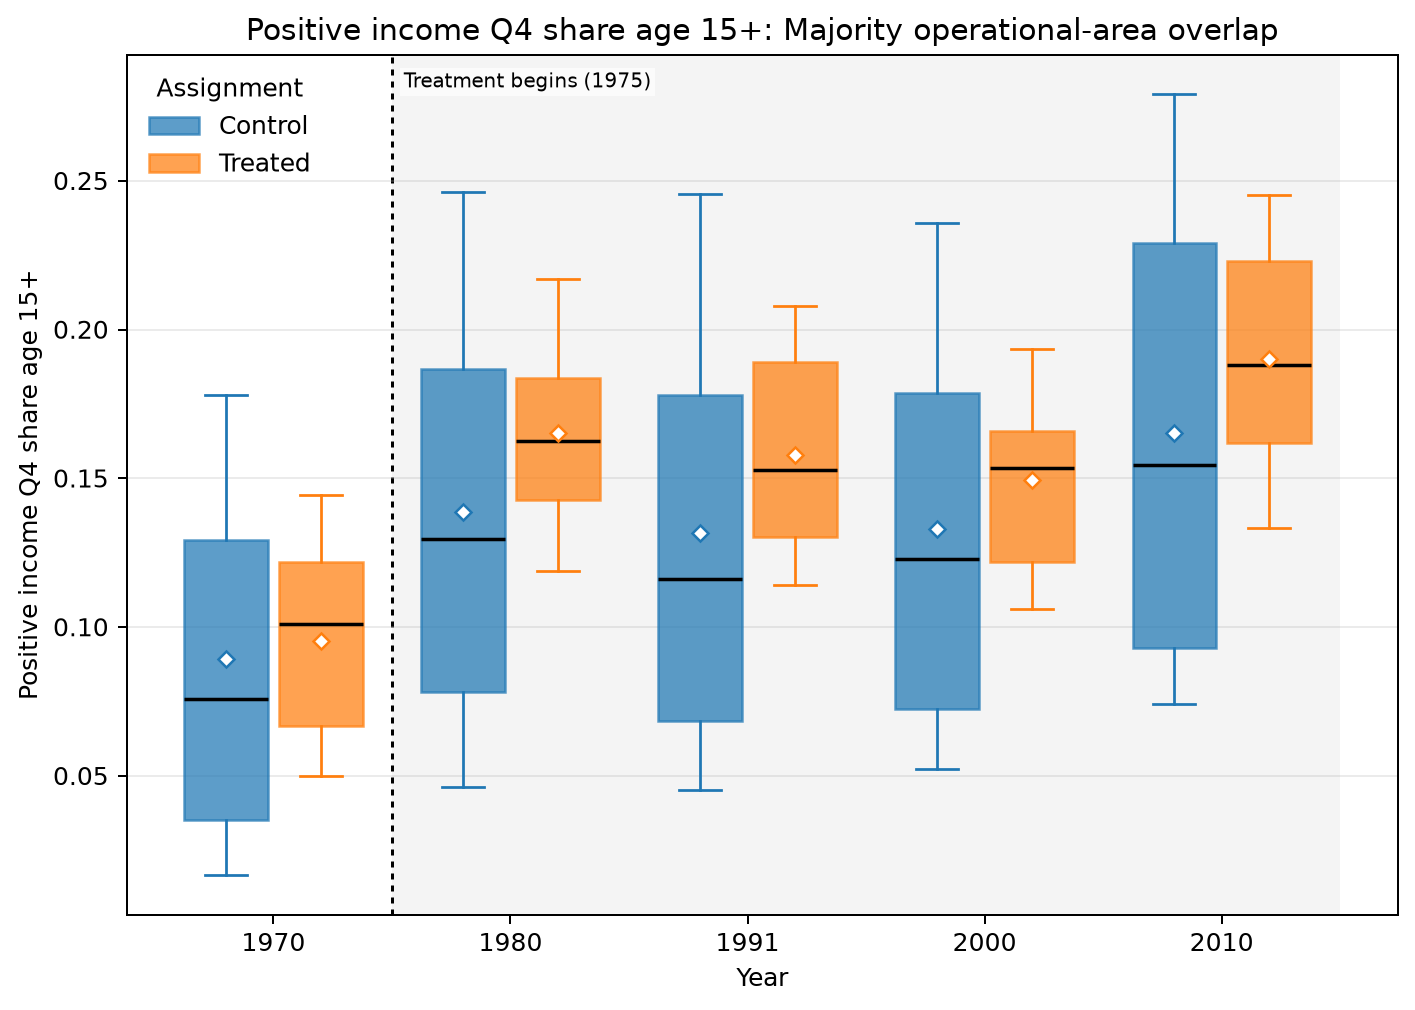 Positive income Q4 share age 15+: Majority operational-area overlap
Assignment
Control
Treated
Treatment begins (1975)
Positive income Q4 share age 15+
0.25
0.20
0.15
0.10
0.05
1970 1980 1991 2000 2010
Year